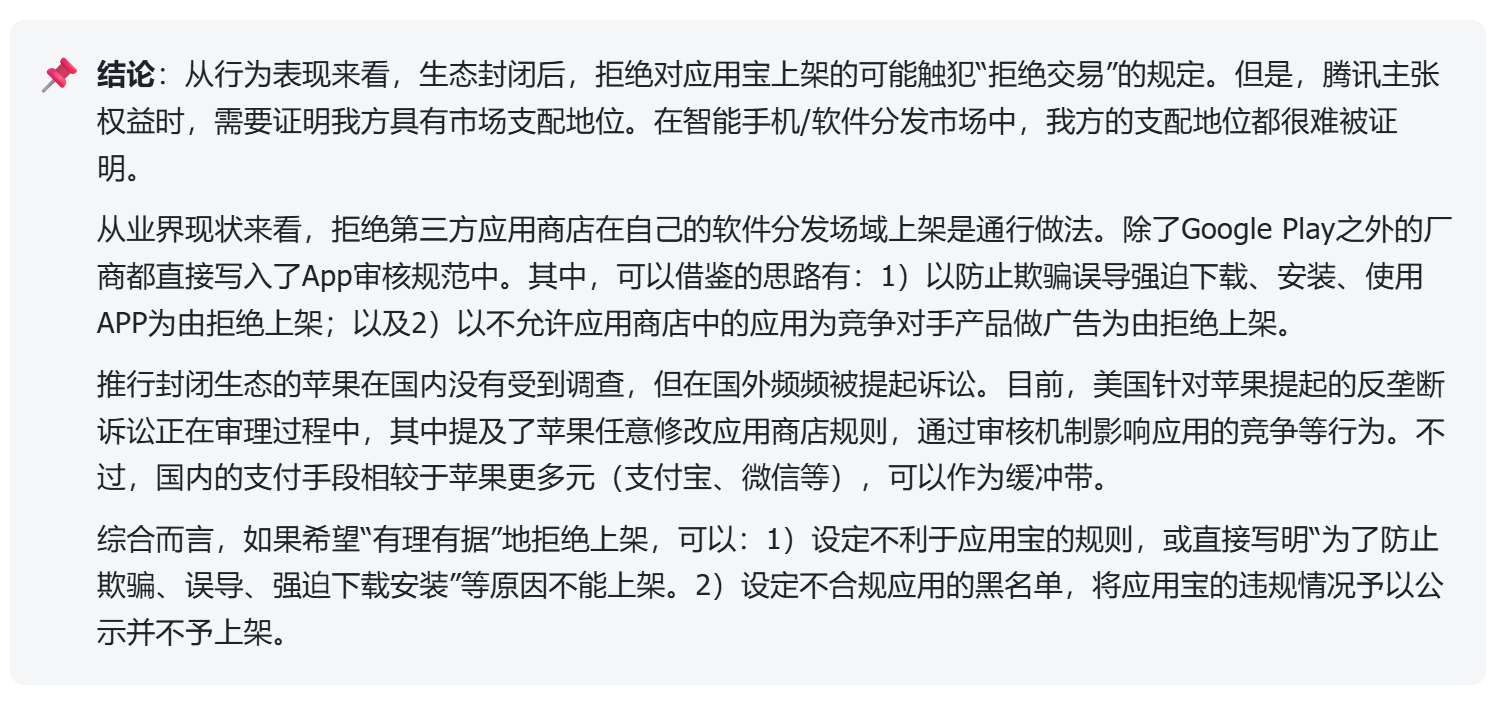 结论：从行为表现来看，生态封闭后，拒绝对应用宝上架的可能触犯“拒绝交易”的规定。但是，腾讯主张
权益时，需要证明我方具有市场支配地位。在智能手机/软件分发市场中，我方的支配地位都很难被证
明。
从业界现状来看，拒绝第三方应用商店在自己的软件分发场域上架是通行做法。除了Google Play之外的厂
商都直接写入了App审核规范中。其中，可以借鉴的思路有：1）以防止欺骗误导强迫下载、安装、使用
APP为由拒绝上架；以及2）以不允许应用商店中的应用为竞争对手产品做广告为由拒绝上架。
推行封闭生态的苹果在国内没有受到调查，但在国外频频被提起诉讼。目前，美国针对苹果提起的反垄断
诉讼正在审理过程中，其中提及了苹果任意修改应用商店规则，通过审核机制影响应用的竞争等行为。不
过，国内的支付手段相较于苹果更多元（支付宝、微信等），可以作为缓冲带。
综合而言，如果希望“有理有据”地拒绝上架，可以：1）设定不利于应用宝的规则，或直接写明“为了防止
欺骗、误导、强迫下载安装”等原因不能上架。2）设定不合规应用的黑名单，将应用宝的违规情况予以公
示并不予上架。